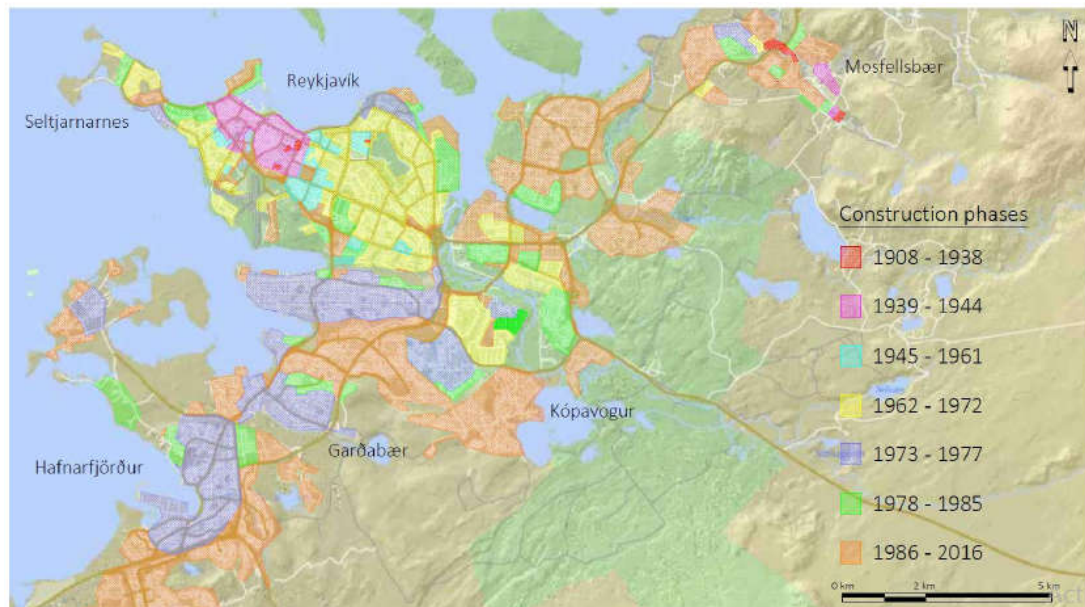 N
Mosfellsbær
Reykjavík
Seltjarnarnes
Construction phases
1908 - 1938
1939 - 1944
1945 - 1961
1962 - 1972
1973 - 1977
1978 - 1985
1986 - 2016
Kópavogur
Garðabær
Hafnarfjörður
0 km
2 km
5 km